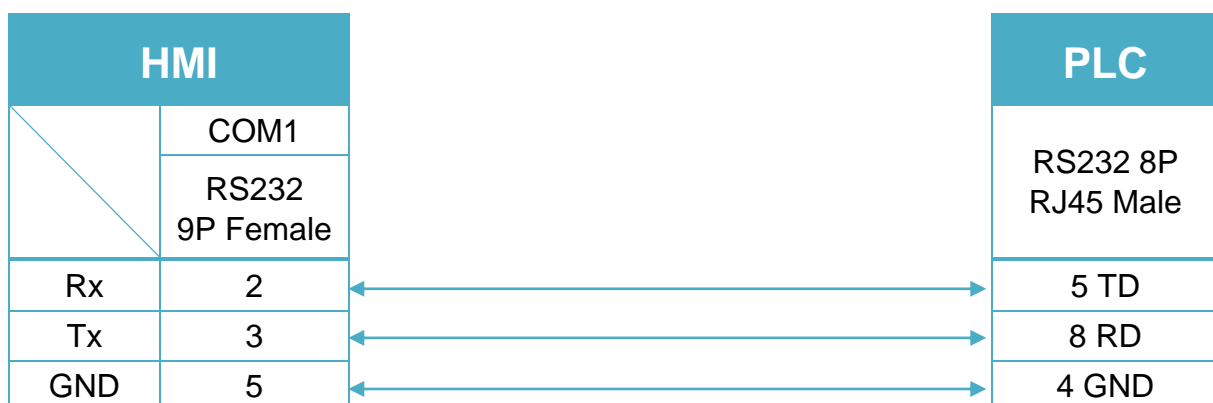 HMI
PLC
COM1
RS232
9P Female
RS232 8P
RJ45 Male
Rx 2 5 TD
Tx 3 8 RD
GND 5 4 GND